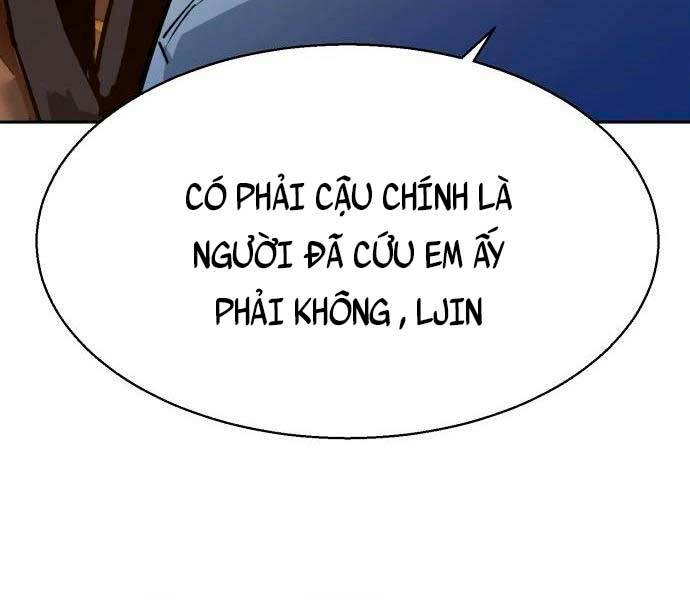 CÓ PHẢI CẬU CHÍNH LÀ
NGƯỜI ĐÃ CỨU EM ẤY
PHẢI KHÔNG, LJIN